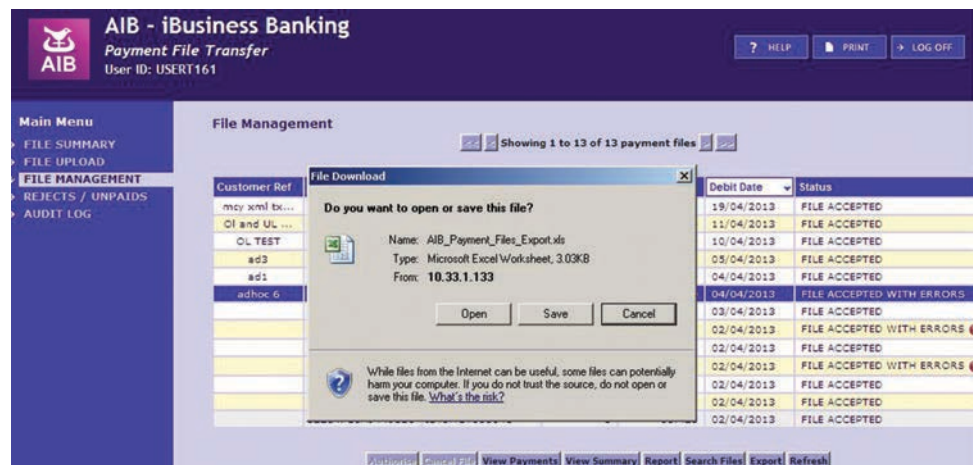 AIB - iBusiness Banking
Payment File Transfer
User ID: USERT161
AIB
? HELP
PRINT
LOG OFF
Main Menu
FILE SUMMARY
FILE UPLOAD
FILE MANAGEMENT
REJECTS / UNPAIDS
AUDIT LOG
File Management
<< < Showing 1 to 13 of 13 payment files > >>
Customer Ref Debit Date Status
mcy xml tx... 19/04/2013 FILE ACCEPTED
OI and UL ... 11/04/2013 FILE ACCEPTED
OL TEST 10/04/2013 FILE ACCEPTED
ad3 05/04/2013 FILE ACCEPTED
ad1 04/04/2013 FILE ACCEPTED
adhoc 6 04/04/2013 FILE ACCEPTED WITH ERRORS
03/04/2013 FILE ACCEPTED
02/04/2013 FILE ACCEPTED WITH ERRORS
02/04/2013 FILE ACCEPTED
02/04/2013 FILE ACCEPTED WITH ERRORS
02/04/2013 FILE ACCEPTED
02/04/2013 FILE ACCEPTED
02/04/2013 FILE ACCEPTED
File Download
Do you want to open or save this file?
Name: AIB_Payment_Files_Export.xls
Type: Microsoft Excel Worksheet, 3.03KB
From: 10.33.1.133
Open Save Cancel
While files from the Internet can be useful, some files can potentially
harm your computer. If you do not trust the source, do not open or
save this file. What's the risk?
Authorise Cancel File View Payments View Summary Report Search Files Export Refresh